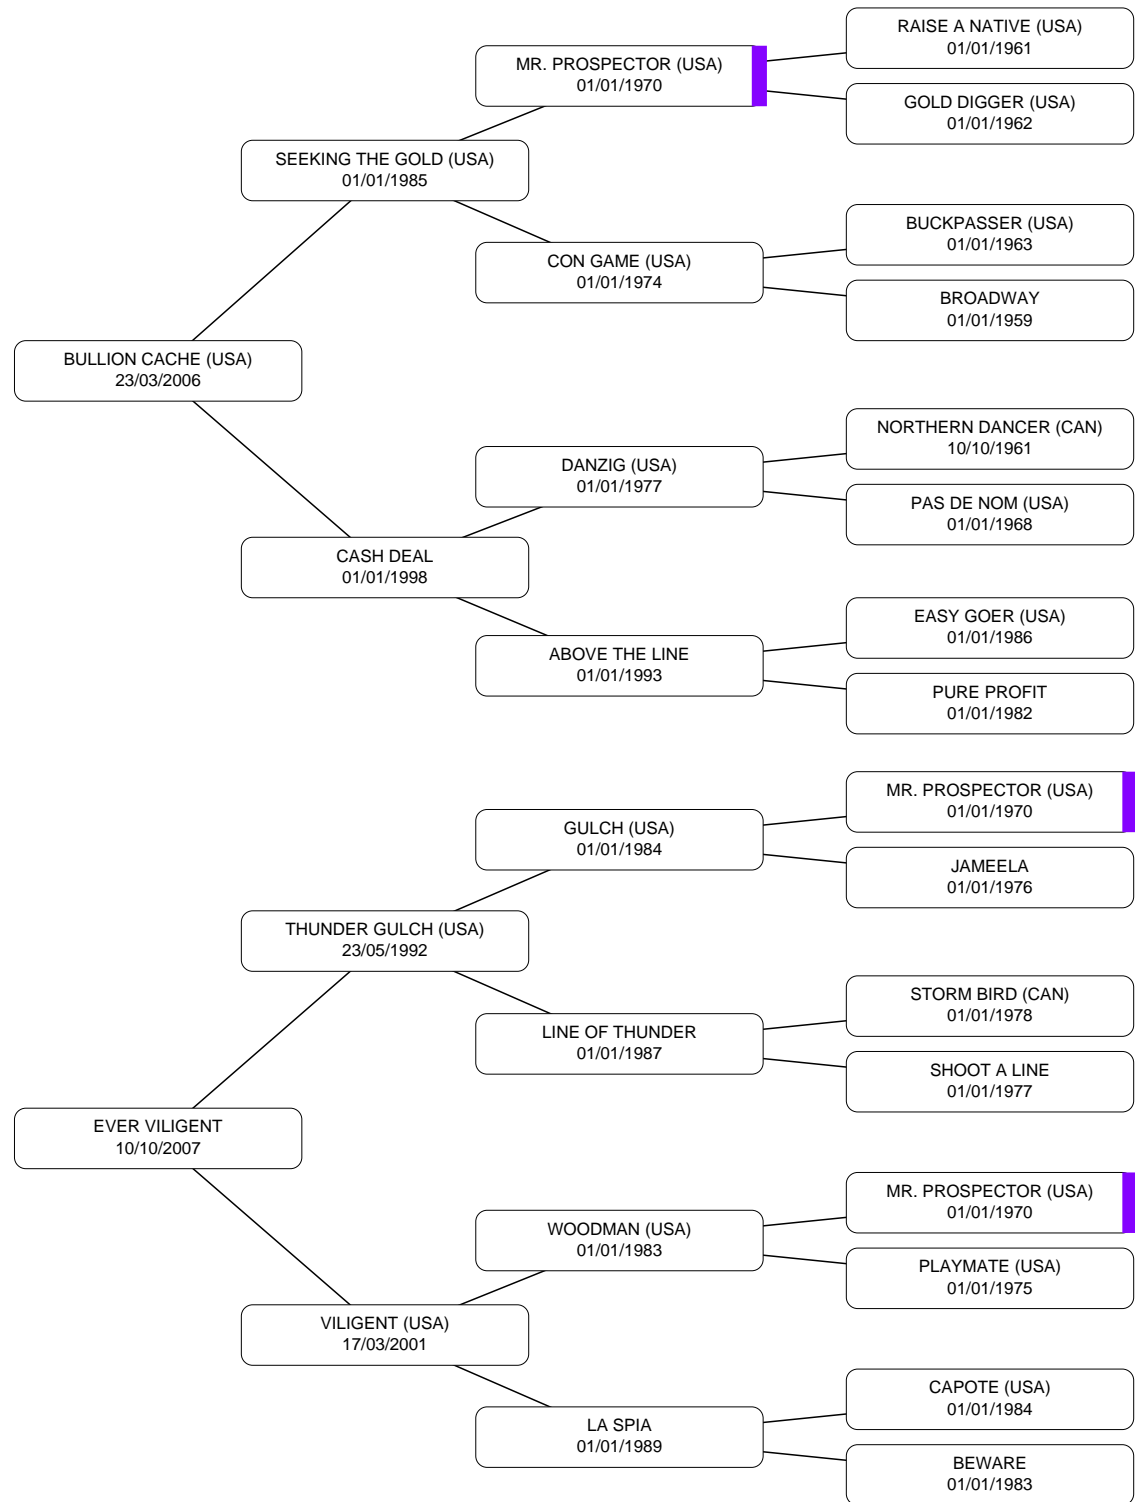 RAISE A NATIVE (USA)
01/01/1961
MR. PROSPECTOR (USA)
01/01/1970
GOLD DIGGER (USA)
01/01/1962
SEEKING THE GOLD (USA)
01/01/1985
BUCKPASSER (USA)
01/01/1963
CON GAME (USA)
01/01/1974
BROADWAY
01/01/1959
BULLION CACHE (USA)
23/03/2006
NORTHERN DANCER (CAN)
10/10/1961
DANZIG (USA)
01/01/1977
PAS DE NOM (USA)
01/01/1968
CASH DEAL
01/01/1998
EASY GOER (USA)
01/01/1986
ABOVE THE LINE
01/01/1993
PURE PROFIT
01/01/1982
MR. PROSPECTOR (USA)
01/01/1970
GULCH (USA)
01/01/1984
JAMEELA
01/01/1976
THUNDER GULCH (USA)
23/05/1992
STORM BIRD (CAN)
01/01/1978
LINE OF THUNDER
01/01/1987
SHOOT A LINE
01/01/1977
EVER VILIGENT
10/10/2007
MR. PROSPECTOR (USA)
01/01/1970
WOODMAN (USA)
01/01/1983
PLAYMATE (USA)
01/01/1975
VILIGENT (USA)
17/03/2001
CAPOTE (USA)
01/01/1984
LA SPIA
01/01/1989
BEWARE
01/01/1983